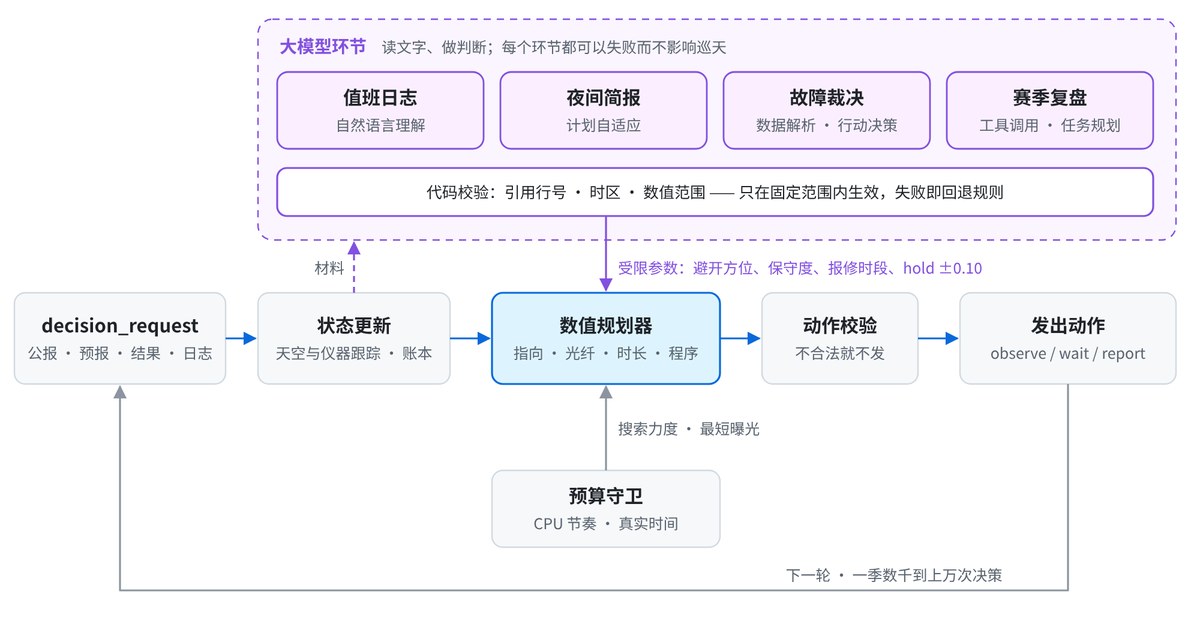 大模型环节 读文字、做判断；每个环节都可以失败而不影响巡天
值班日志
自然语言理解
夜间简报
计划自适应
故障裁决
数据解析 · 行动决策
赛季复盘
工具调用 · 任务规划
代码校验：引用行号 · 时区 · 数值范围 —— 只在固定范围内生效，失败即回退规则
材料
受限参数：避开方位、保守度、报修时段、hold ±0.10
decision_request
公报 · 预报 · 结果 · 日志
状态更新
天空与仪器跟踪 · 账本
数值规划器
指向 · 光纤 · 时长 · 程序
动作校验
不合法就不发
发出动作
observe / wait / report
搜索力度 · 最短曝光
预算守卫
CPU 节奏 · 真实时间
下一轮 · 一季数千到上万次决策